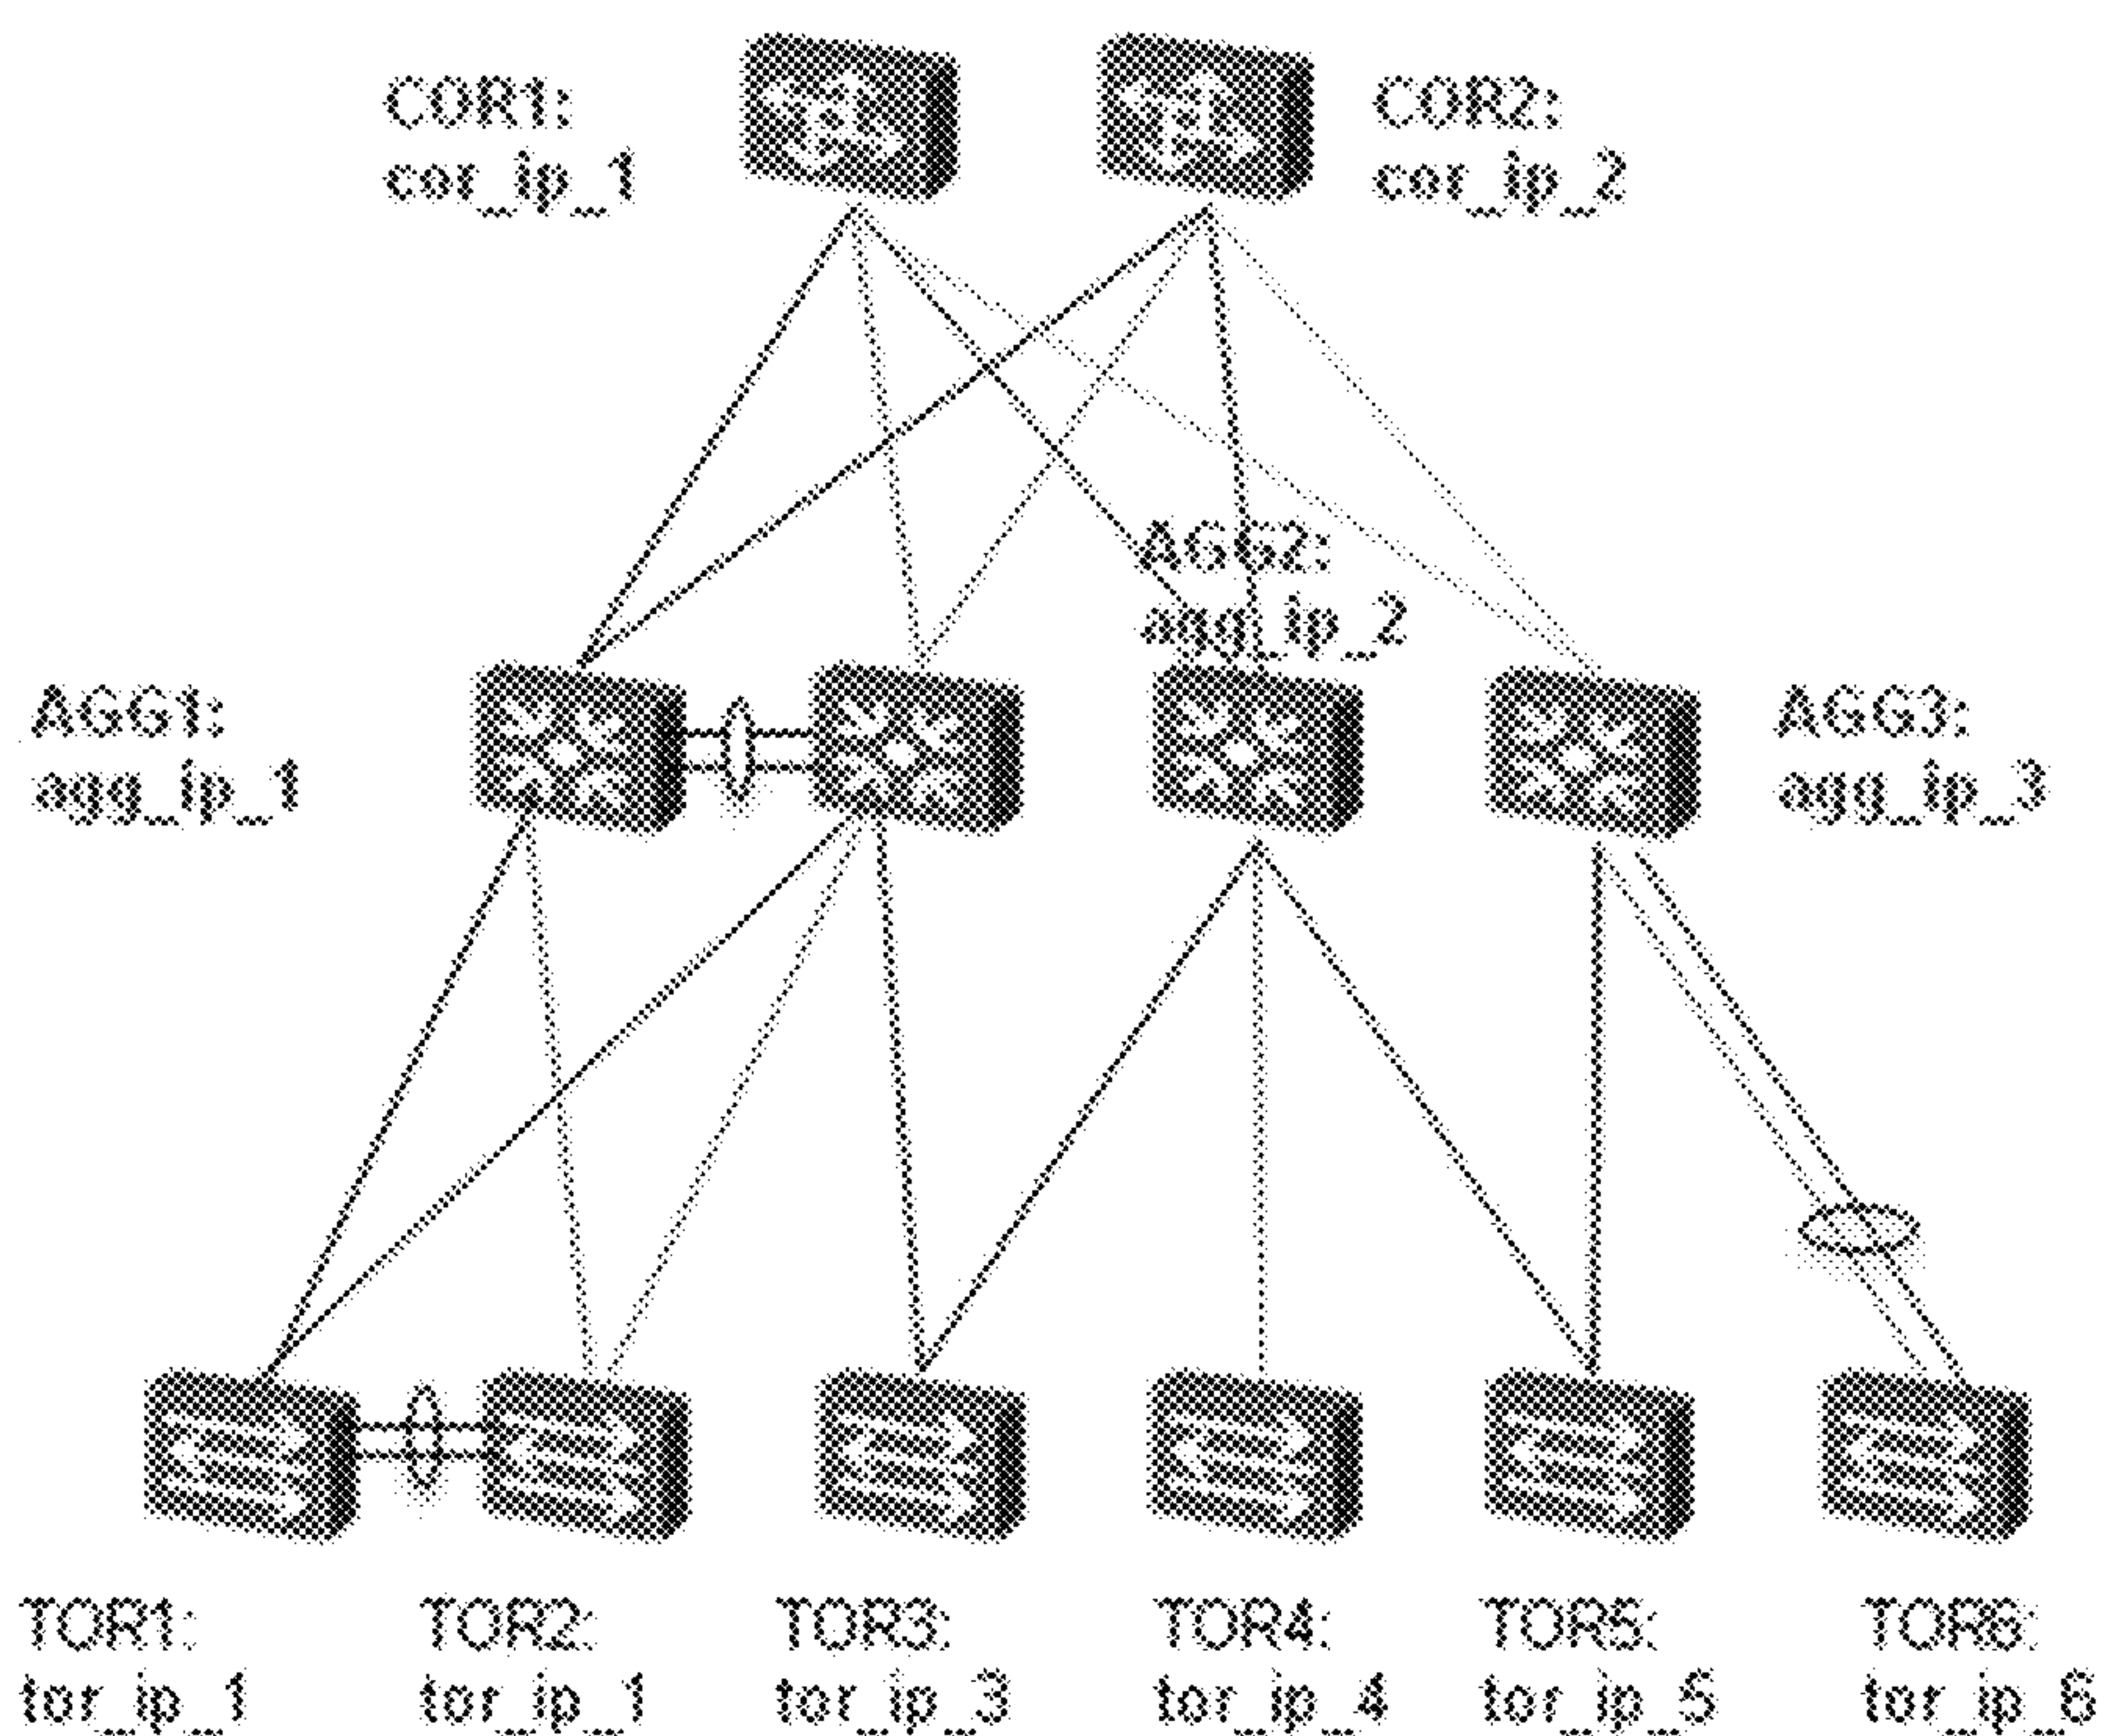 COR1:
cor_ip_1
COR2:
cor_ip_2
AGG2:
agg_ip_2
AGG1:
agg_ip_1
AGG3:
agg_ip_3
TOR1:
tor_ip_1
TOR2:
tor_ip_1
TOR3:
tor_ip_3
TOR4:
tor_ip_4
TOR5:
tor_ip_5
TOR6:
tor_ip_6